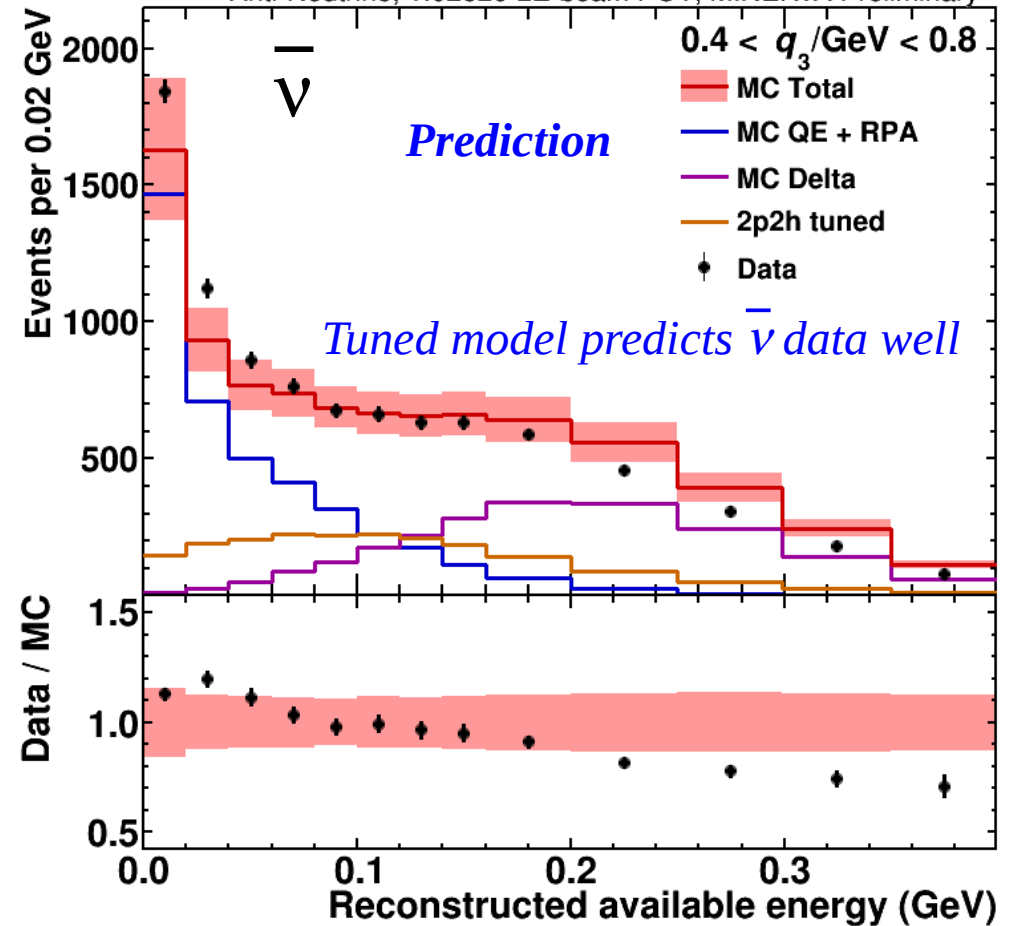 2000
1500
1000
500
Events per 0.02 GeV
ν̅
Prediction
0.4 < q₃/GeV < 0.8
MC Total
MC QE + RPA
MC Delta
2p2h tuned
Data
Tuned model predicts ν̅ data well
1.5
1.0
0.5
Data / MC
0.0 0.1 0.2 0.3
Reconstructed available energy (GeV)